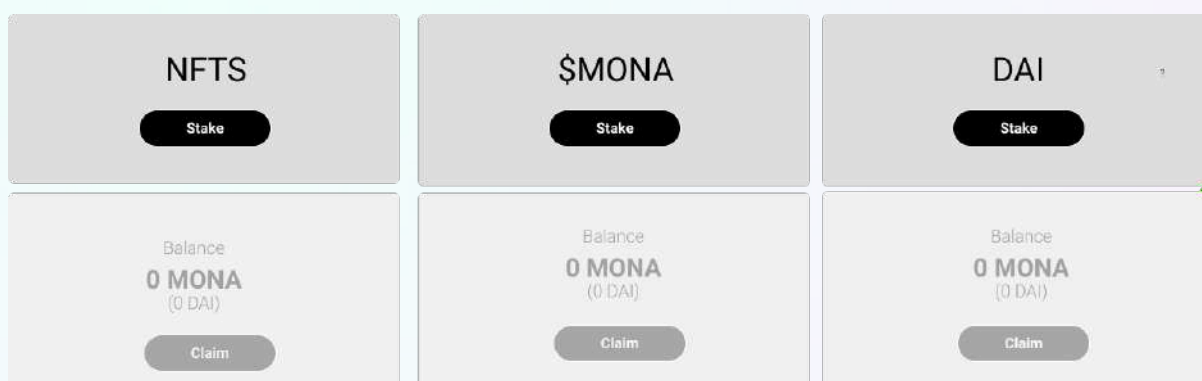 NFTS
Stake
$MONA
Stake
DAI
?
Stake
Balance
0 MONA
(0 DAI)
Claim
Balance
0 MONA
(0 DAI)
Claim
Balance
0 MONA
(0 DAI)
Claim